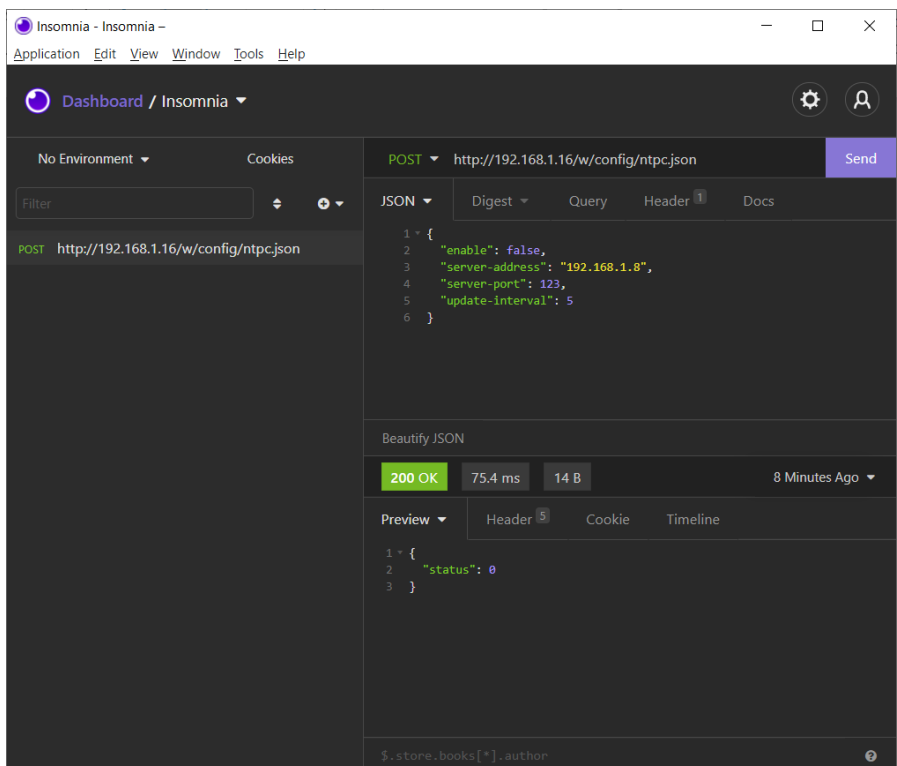 Insomnia - Insomnia –
Application Edit View Window Tools Help
Dashboard / Insomnia
No Environment Cookies
Filter
POST http://192.168.1.16/w/config/ntpc.json
POST http://192.168.1.16/w/config/ntpc.json Send
JSON Digest Query Header 1 Docs
1 {
2 "enable": false,
3 "server-address": "192.168.1.8",
4 "server-port": 123,
5 "update-interval": 5
6 }
Beautify JSON
200 OK 75.4 ms 14 B 8 Minutes Ago
Preview Header 5 Cookie Timeline
1 {
2 "status": 0
3 }
$.store.books[*].author